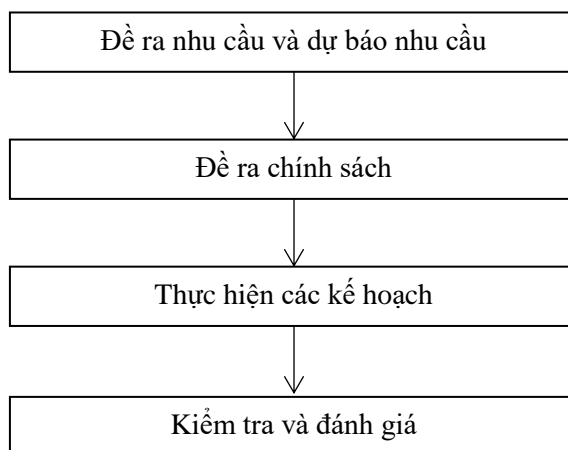 Đề ra nhu cầu và dự báo nhu cầu
Đề ra chính sách
Thực hiện các kế hoạch
Kiểm tra và đánh giá